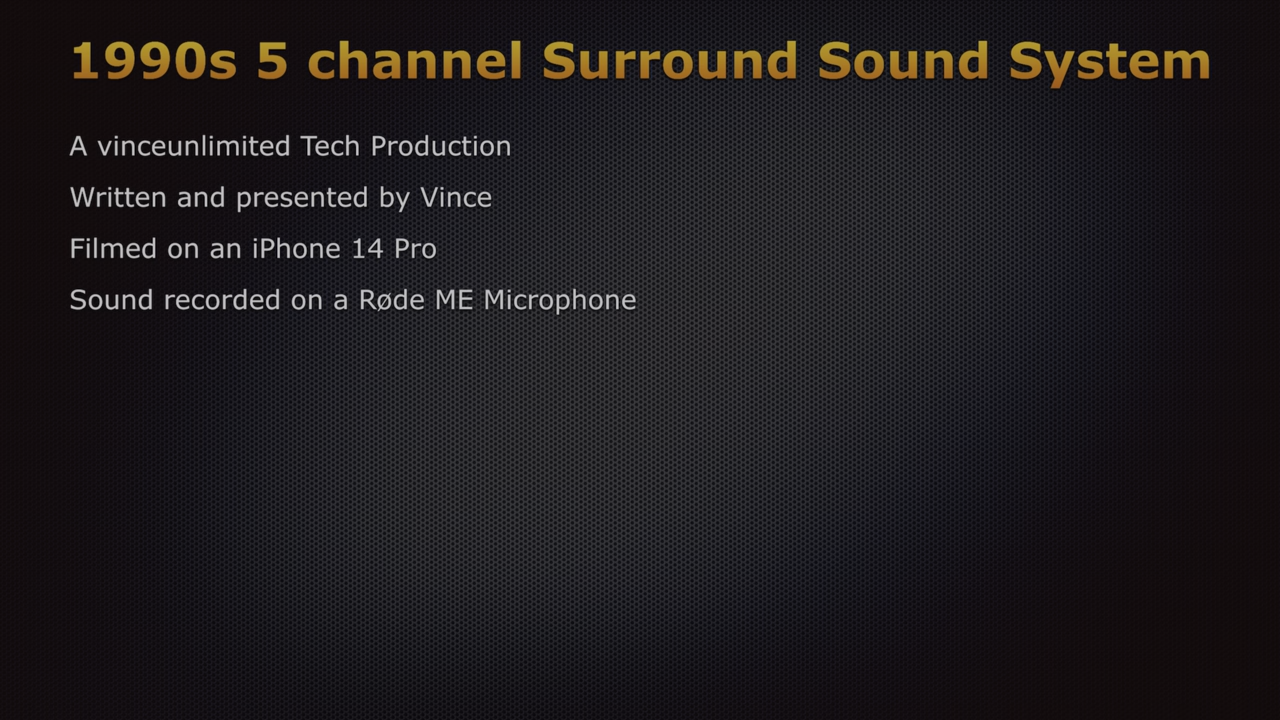 1990s 5 channel Surround Sound System
A vinceunlimited Tech Production
Written and presented by Vince
Filmed on an iPhone 14 Pro
Sound recorded on a Røde ME Microphone